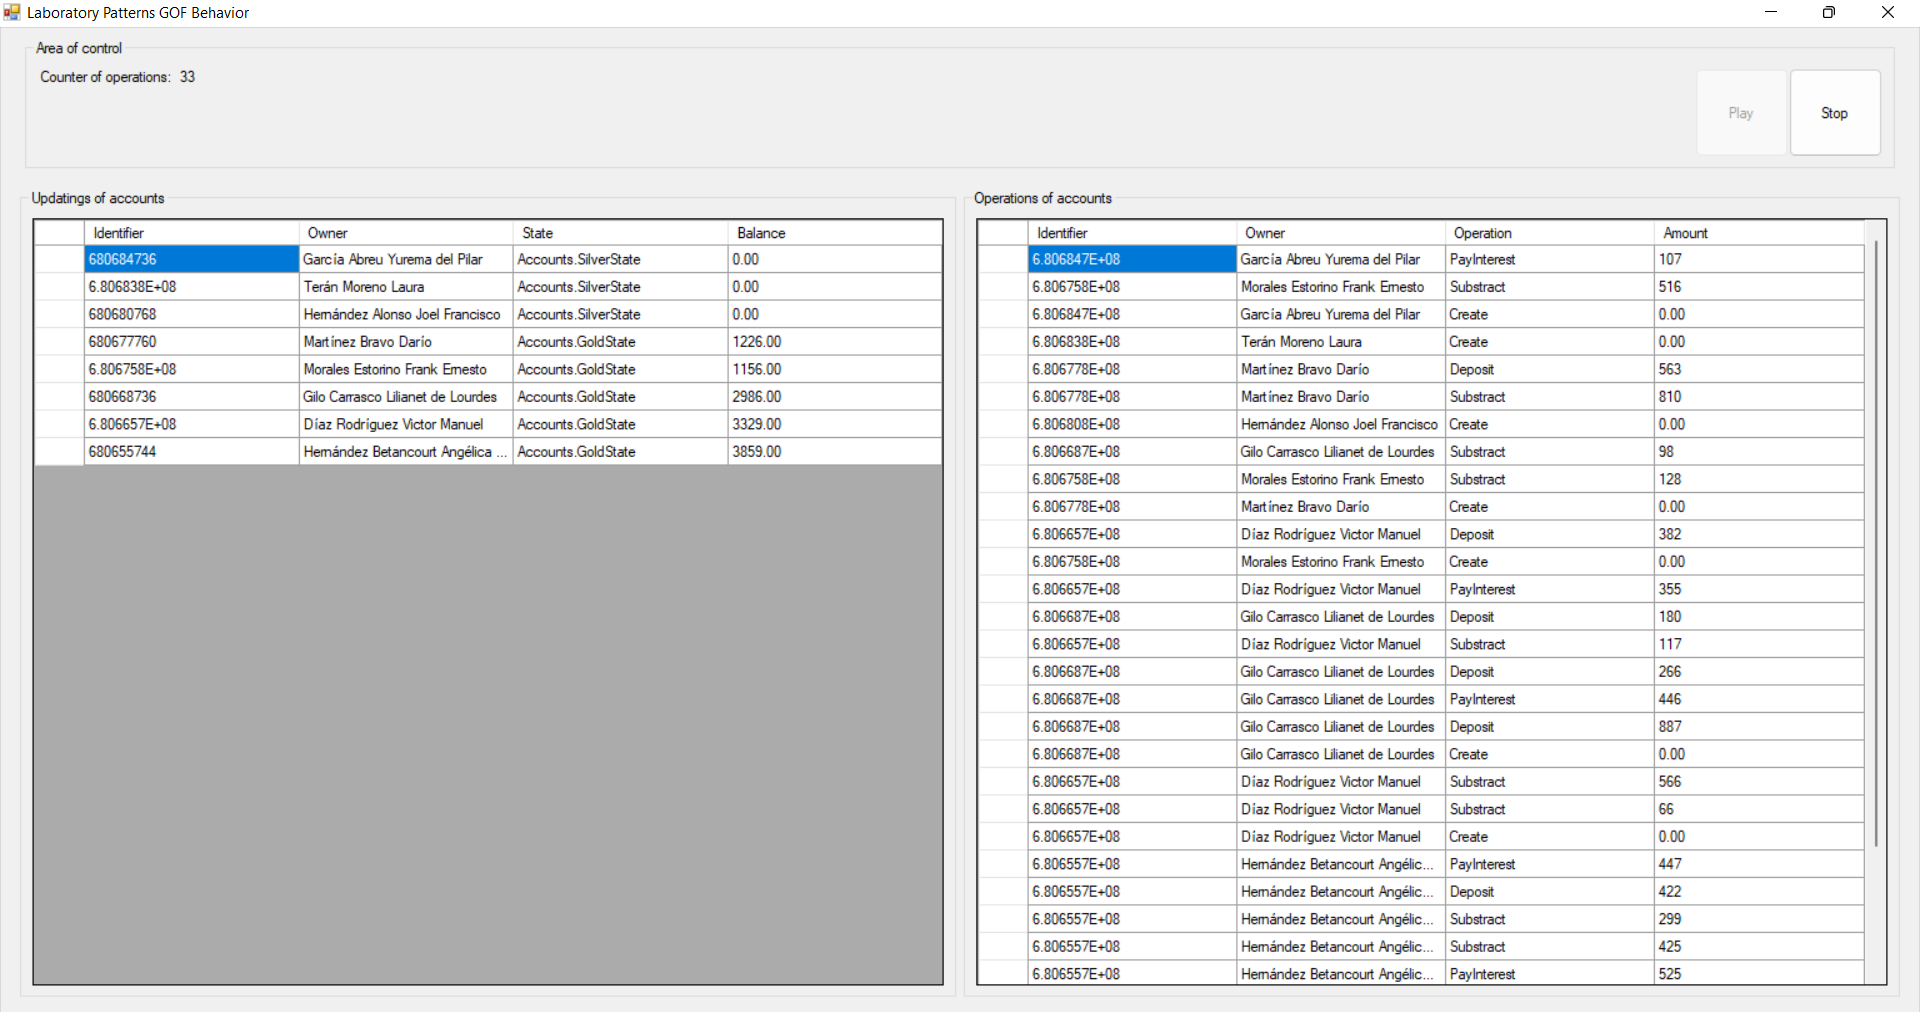 Laboratory Patterns GOF Behavior
Area of control
Counter of operations: 33
Play
Stop
Updatings of accounts
Identifier Owner State Balance
680684736 García Abreu Yurema del Pilar Accounts.SilverState 0.00
6.806838E+08 Terán Moreno Laura Accounts.SilverState 0.00
680680768 Hernández Alonso Joel Francisco Accounts.SilverState 0.00
680677760 Martínez Bravo Darío Accounts.GoldState 1226.00
6.806758E+08 Morales Estorino Frank Ernesto Accounts.GoldState 1156.00
680668736 Gilo Carrasco Lilianet de Lourdes Accounts.GoldState 2986.00
6.806657E+08 Díaz Rodríguez Victor Manuel Accounts.GoldState 3329.00
680655744 Hernández Betancourt Angélica ... Accounts.GoldState 3859.00
Operations of accounts
Identifier Owner Operation Amount
6.806847E+08 García Abreu Yurema del Pilar PayInterest 107
6.806758E+08 Morales Estorino Frank Ernesto Substract 516
6.806847E+08 García Abreu Yurema del Pilar Create 0.00
6.806838E+08 Terán Moreno Laura Create 0.00
6.806778E+08 Martínez Bravo Darío Deposit 563
6.806778E+08 Martínez Bravo Darío Substract 810
6.806808E+08 Hernández Alonso Joel Francisco Create 0.00
6.806687E+08 Gilo Carrasco Lilianet de Lourdes Substract 98
6.806758E+08 Morales Estorino Frank Ernesto Substract 128
6.806778E+08 Martínez Bravo Darío Create 0.00
6.806657E+08 Díaz Rodríguez Victor Manuel Deposit 382
6.806758E+08 Morales Estorino Frank Ernesto Create 0.00
6.806657E+08 Díaz Rodríguez Victor Manuel PayInterest 355
6.806687E+08 Gilo Carrasco Lilianet de Lourdes Deposit 180
6.806657E+08 Díaz Rodríguez Victor Manuel Substract 117
6.806687E+08 Gilo Carrasco Lilianet de Lourdes Deposit 266
6.806687E+08 Gilo Carrasco Lilianet de Lourdes PayInterest 446
6.806687E+08 Gilo Carrasco Lilianet de Lourdes Deposit 887
6.806687E+08 Gilo Carrasco Lilianet de Lourdes Create 0.00
6.806657E+08 Díaz Rodríguez Victor Manuel Substract 566
6.806657E+08 Díaz Rodríguez Victor Manuel Substract 66
6.806657E+08 Díaz Rodríguez Victor Manuel Create 0.00
6.806557E+08 Hernández Betancourt Angélic... PayInterest 447
6.806557E+08 Hernández Betancourt Angélic... Deposit 422
6.806557E+08 Hernández Betancourt Angélic... Substract 299
6.806557E+08 Hernández Betancourt Angélic... Substract 425
6.806557E+08 Hernández Betancourt Angélic... PayInterest 525